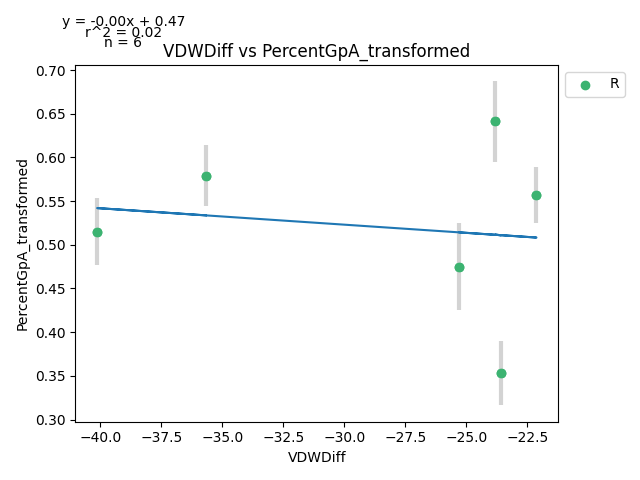 y = -0.00x + 0.47
r^2 = 0.02
n = 6
VDWDiff vs PercentGpA_transformed
R
PercentGpA_transformed
0.70
0.65
0.60
0.55
0.50
0.45
0.40
0.35
0.30
−40.0 −37.5 −35.0 −32.5 −30.0 −27.5 −25.0 −22.5
VDWDiff